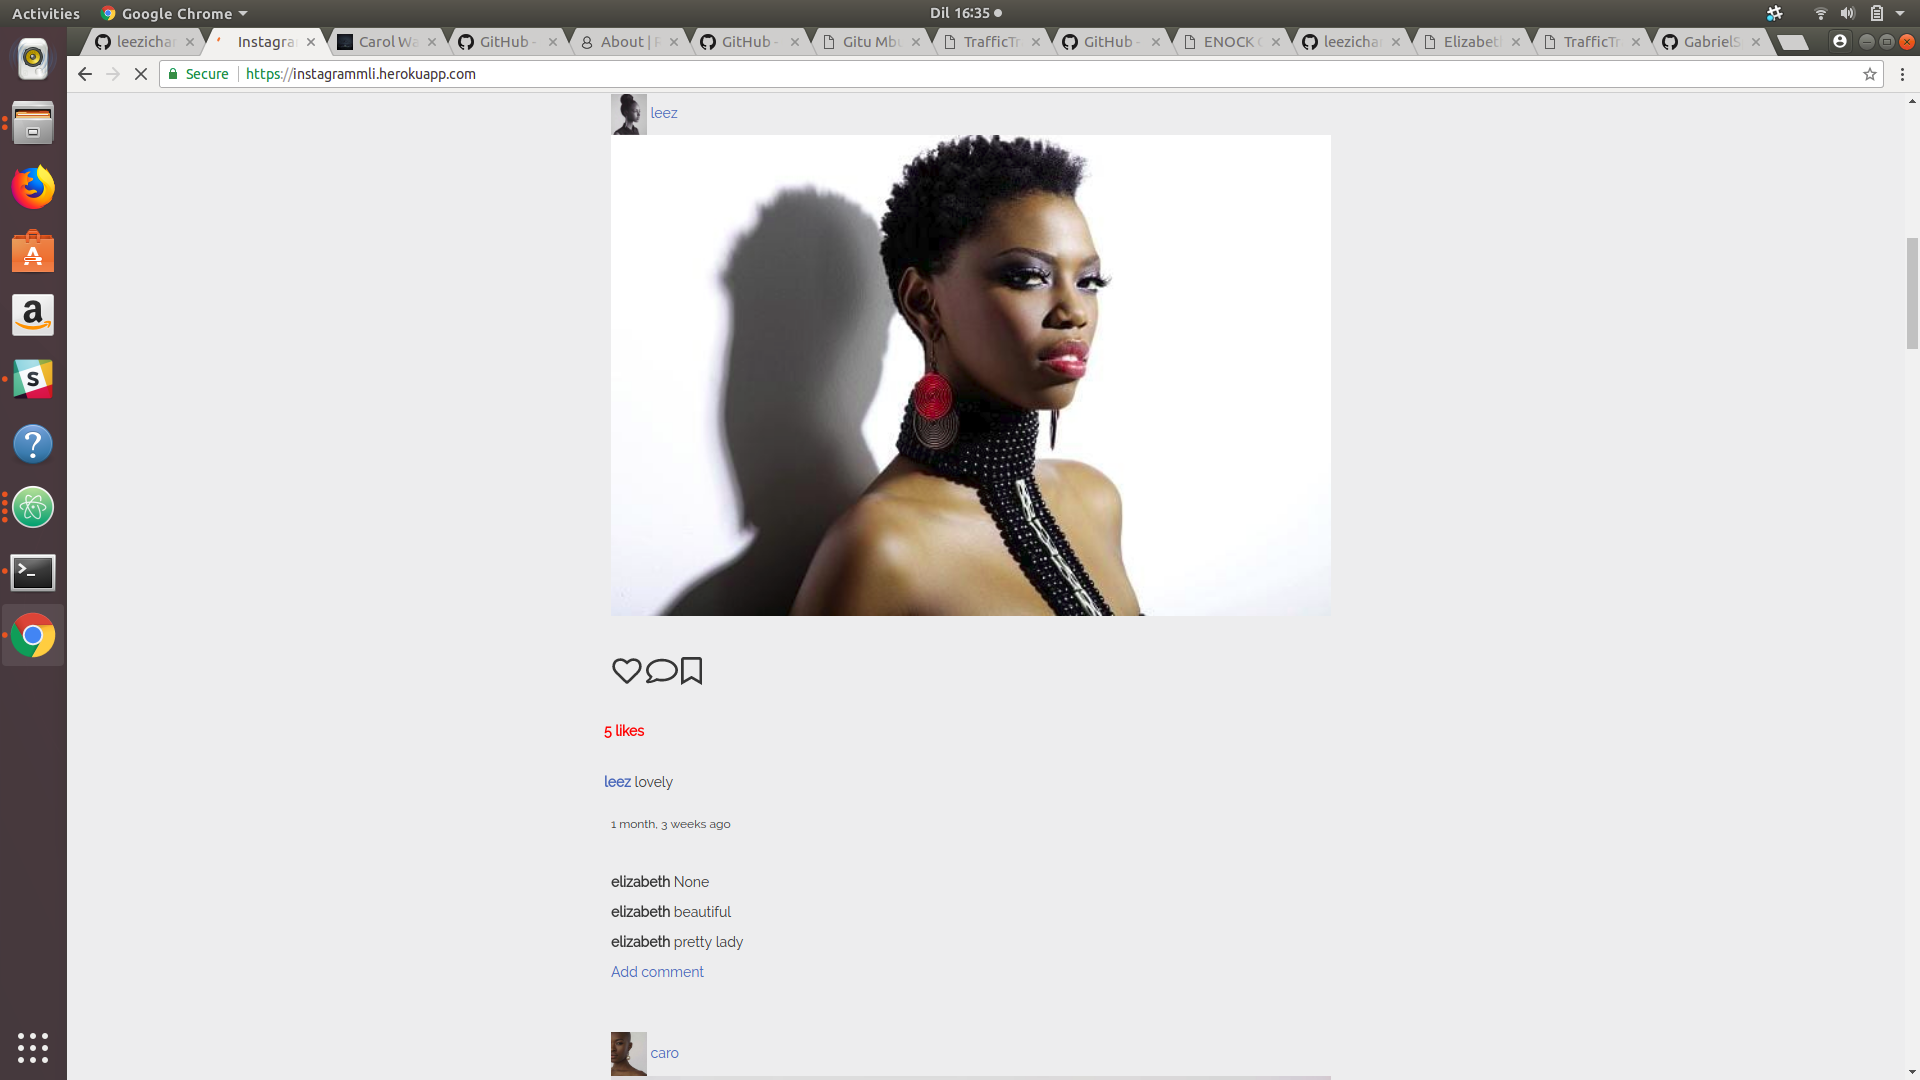 Activities
Google Chrome
Dil 16:35
leezichar
Instagram
Carol Wa
GitHub -
About | R
GitHub -
Gitu Mbu
TrafficTr
GitHub -
ENOCK O
leezichar
Elizabeth
TrafficTr
GabrielS
Secure
https://instagrammli.herokuapp.com
leez
5 likes
leez lovely
1 month, 3 weeks ago
elizabeth None
elizabeth beautiful
elizabeth pretty lady
Add comment
caro